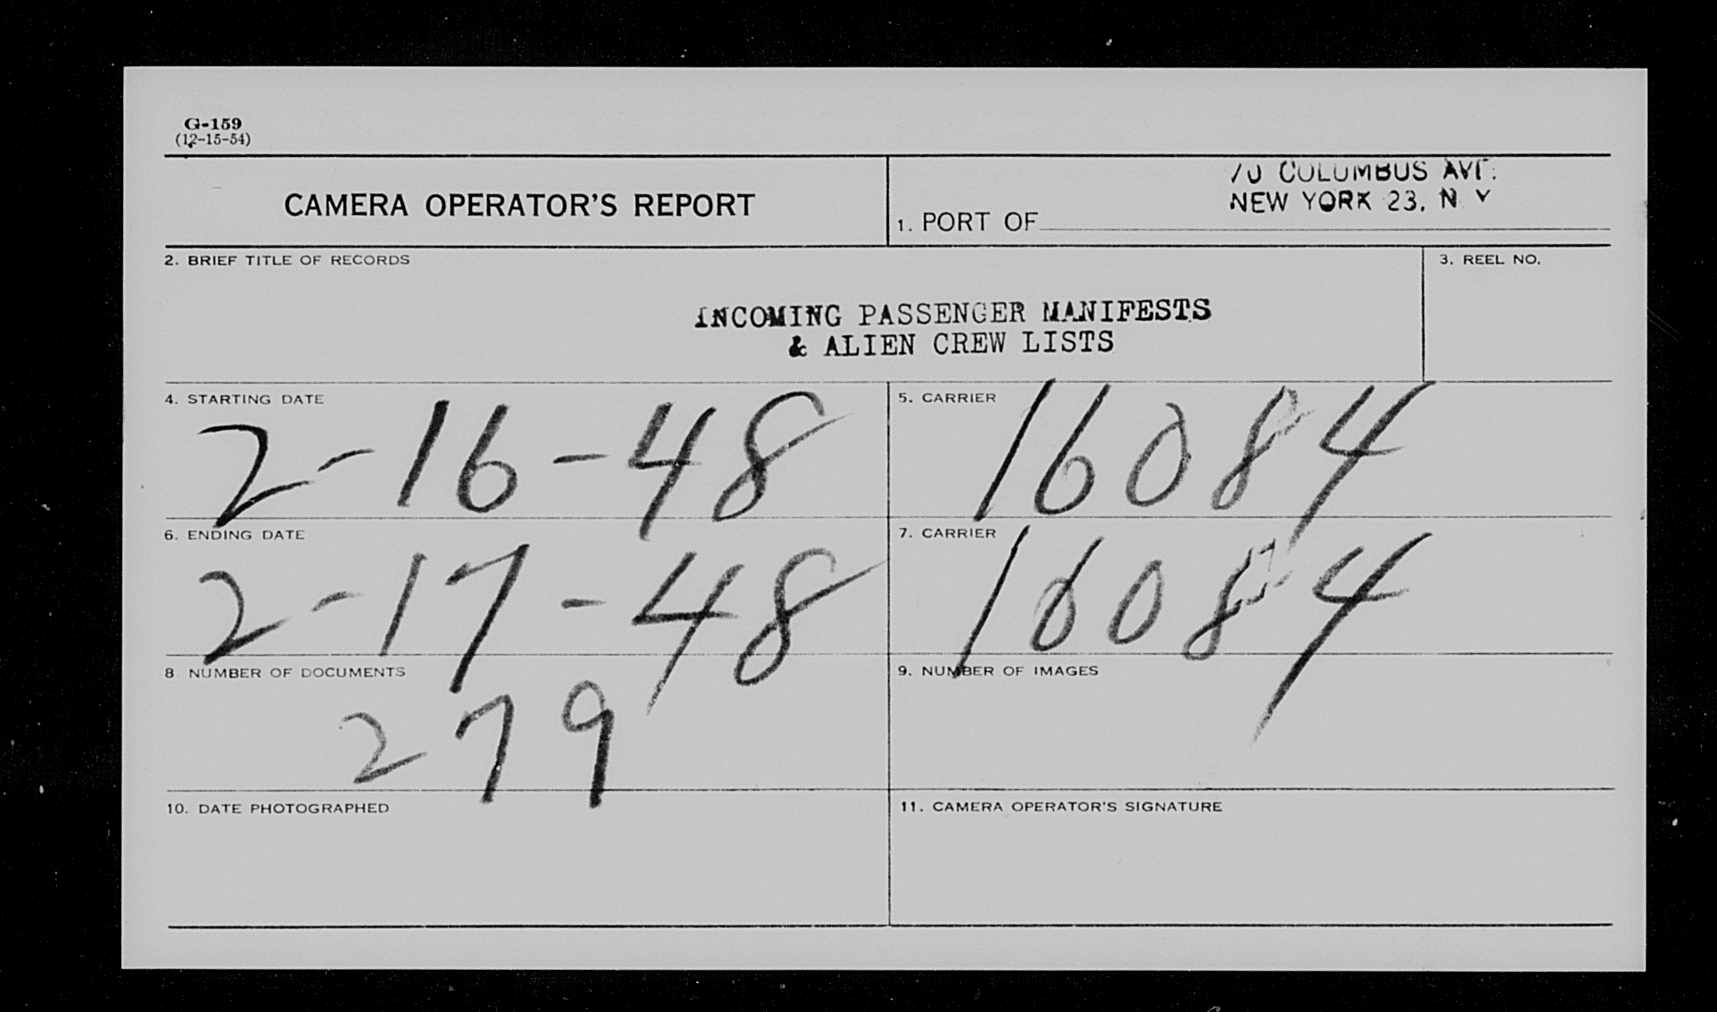 G-159
(12-15-54)
CAMERA OPERATOR'S REPORT
70 COLUMBUS AVE.
NEW YORK 23, N Y
1. PORT OF
2. BRIEF TITLE OF RECORDS
3. REEL NO.
INCOMING PASSENGER MANIFESTS
& ALIEN CREW LISTS
4. STARTING DATE
2-16-48
5. CARRIER
16084
6. ENDING DATE
2-17-48
7. CARRIER
16084
8 NUMBER OF DOCUMENTS
279
9. NUMBER OF IMAGES
10. DATE PHOTOGRAPHED
11. CAMERA OPERATOR'S SIGNATURE